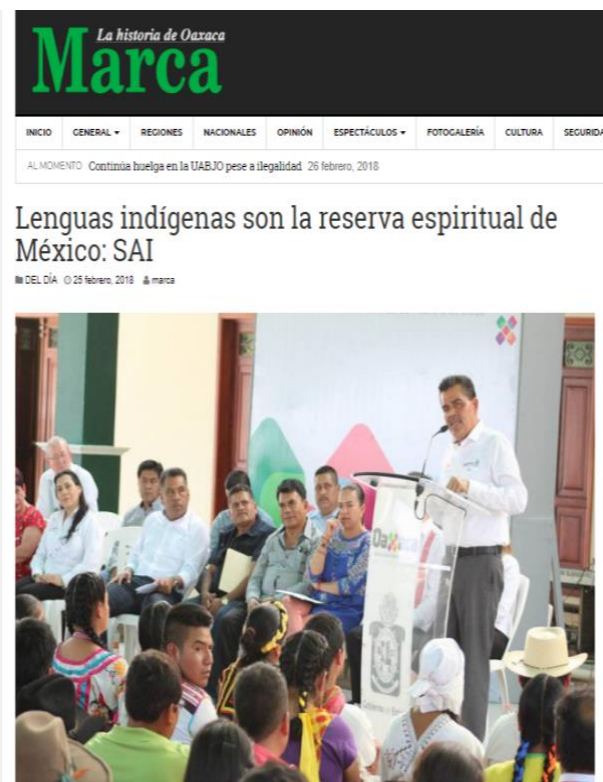 La historia de Oaxaca
Marca
INICIO GENERAL REGIONES NACIONALES OPINIÓN ESPECTÁCULOS FOTOGALERÍA CULTURA SEGURIDA
AL MOMENTO Continúa huelga en la UABJO pese a ilegalidad 26 febrero, 2018
Lenguas indígenas son la reserva espiritual de
México: SAI
DEL DÍA 25 febrero, 2018 marca
Oaxaca